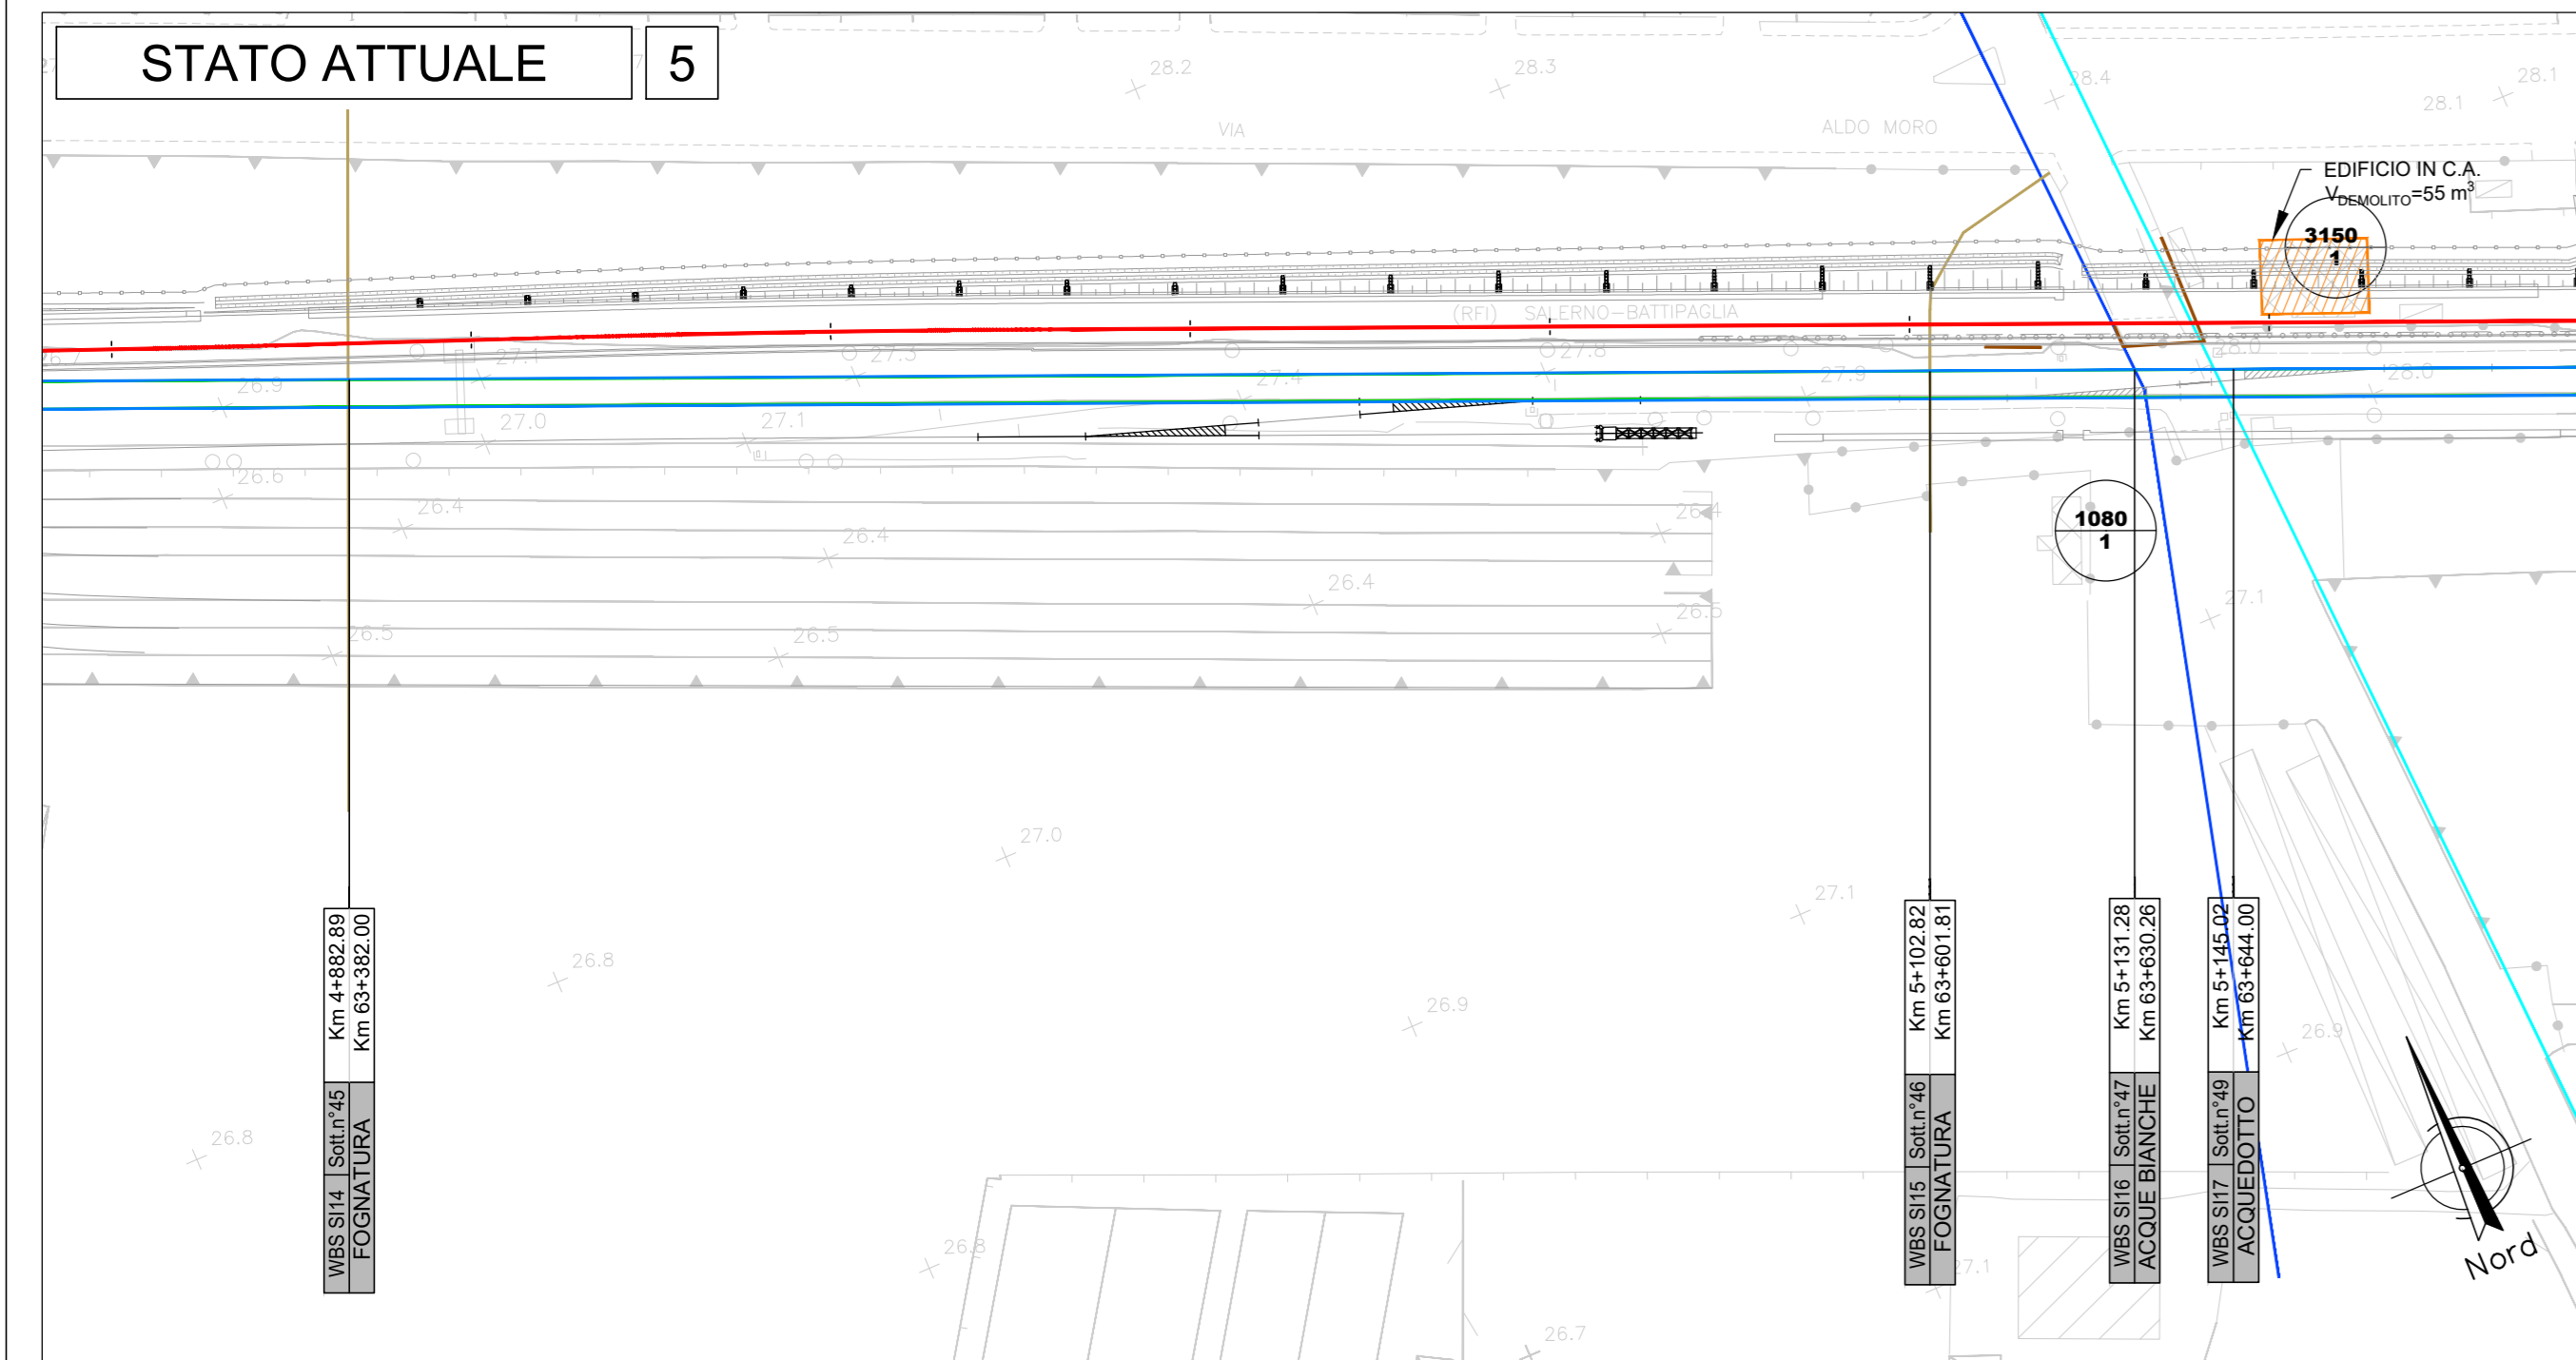 STATO ATTUALE
5
28.2
28.3
28.4
28.1
28.1
VIA
ALDO MORO
EDIFICIO IN C.A.
VDEMOLITO=55 m³
3150
1
(RFI) SALERNO-BATTIPAGLIA
27.1
27.3
27.4
27.8
27.9
28.0
28.0
26.9
27.0
27.1
26.6
26.4
26.4
26.4
26.4
26.5
26.5
26.5
1080
1
27.1
27.0
27.1
26.8
26.9
26.9
26.8
26.8
27.1
26.7
Km 4+882.89
Km 63+382.00
WBS SI14 Sott.n°45
FOGNATURA
Km 5+102.82
Km 63+601.81
WBS SI15 Sott.n°46
FOGNATURA
Km 5+131.28
Km 63+630.26
WBS SI16 Sott.n°47
ACQUE BIANCHE
Km 5+145.02
Km 63+644.00
WBS SI17 Sott.n°49
ACQUEDOTTO
Nord